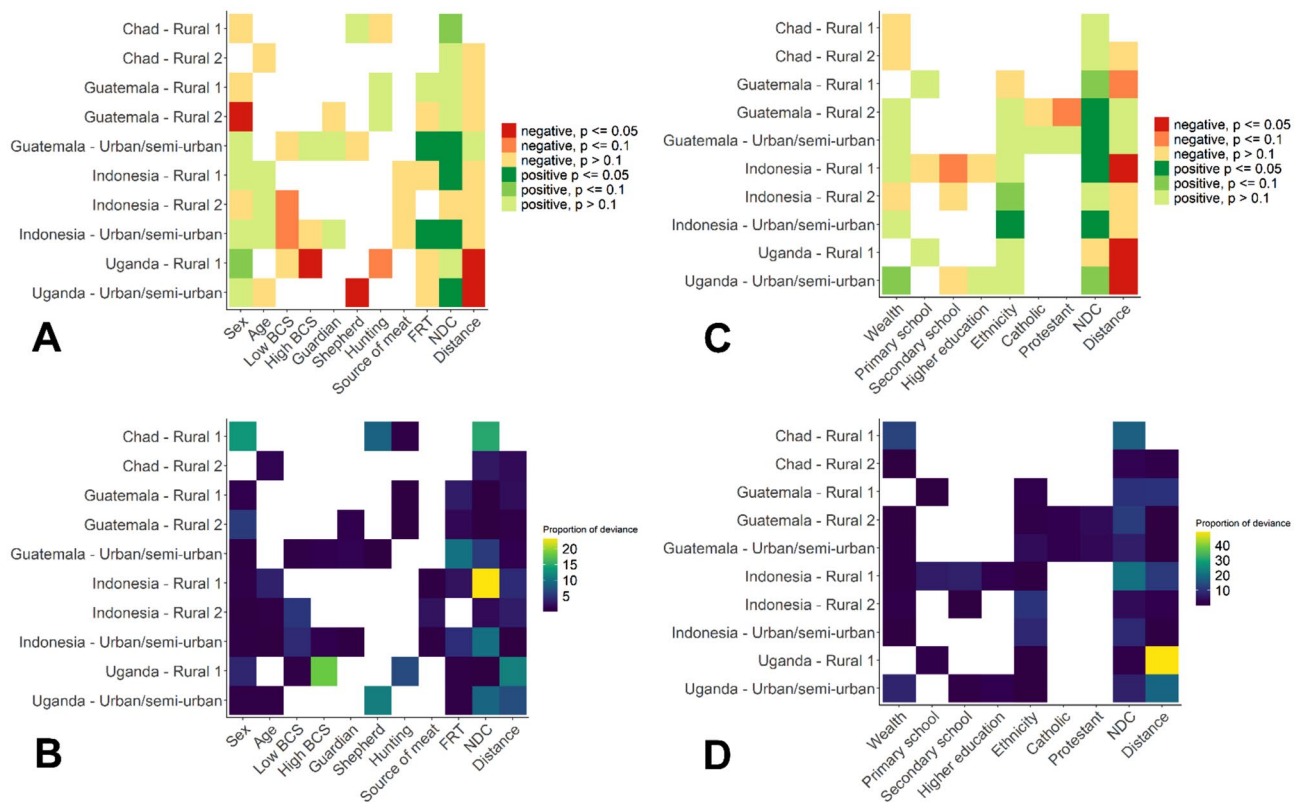 Chad - Rural 1
Chad - Rural 2
Guatemala - Rural 1
Guatemala - Rural 2
Guatemala - Urban/semi-urban
Indonesia - Rural 1
Indonesia - Rural 2
Indonesia - Urban/semi-urban
Uganda - Rural 1
Uganda - Urban/semi-urban
Sex
Age
Low BCS
High BCS
Guardian
Shepherd
Hunting
Source of meat
FRT
NDC
Distance
negative, p <= 0.05
negative, p <= 0.1
negative, p > 0.1
positive p <= 0.05
positive, p <= 0.1
positive, p > 0.1
A
Chad - Rural 1
Chad - Rural 2
Guatemala - Rural 1
Guatemala - Rural 2
Guatemala - Urban/semi-urban
Indonesia - Rural 1
Indonesia - Rural 2
Indonesia - Urban/semi-urban
Uganda - Rural 1
Uganda - Urban/semi-urban
Wealth
Primary school
Secondary school
Higher education
Ethnicity
Catholic
Protestant
NDC
Distance
negative, p <= 0.05
negative, p <= 0.1
negative, p > 0.1
positive p <= 0.05
positive, p <= 0.1
positive, p > 0.1
C
Chad - Rural 1
Chad - Rural 2
Guatemala - Rural 1
Guatemala - Rural 2
Guatemala - Urban/semi-urban
Indonesia - Rural 1
Indonesia - Rural 2
Indonesia - Urban/semi-urban
Uganda - Rural 1
Uganda - Urban/semi-urban
Sex
Age
Low BCS
High BCS
Guardian
Shepherd
Hunting
Source of meat
FRT
NDC
Distance
Proportion of deviance
20
15
10
5
B
Chad - Rural 1
Chad - Rural 2
Guatemala - Rural 1
Guatemala - Rural 2
Guatemala - Urban/semi-urban
Indonesia - Rural 1
Indonesia - Rural 2
Indonesia - Urban/semi-urban
Uganda - Rural 1
Uganda - Urban/semi-urban
Wealth
Primary school
Secondary school
Higher education
Ethnicity
Catholic
Protestant
NDC
Distance
Proportion of deviance
40
30
20
10
D